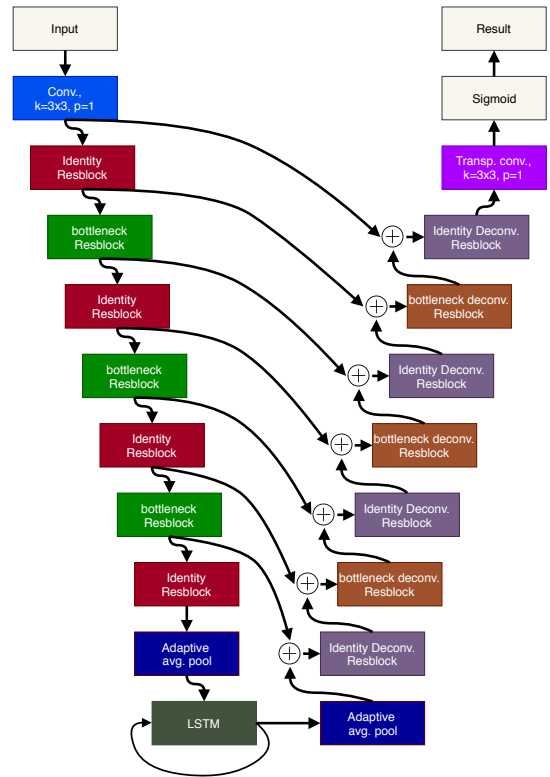 Input
Conv.,
k=3x3, p=1
Identity
Resblock
bottleneck
Resblock
Identity
Resblock
bottleneck
Resblock
Identity
Resblock
bottleneck
Resblock
Identity
Resblock
Adaptive
avg. pool
LSTM
Adaptive
avg. pool
Identity Deconv.
Resblock
bottleneck deconv.
Resblock
Identity Deconv.
Resblock
bottleneck deconv.
Resblock
Identity Deconv.
Resblock
bottleneck deconv.
Resblock
Identity Deconv.
Resblock
Transp. conv.,
k=3x3, p=1
Sigmoid
Result